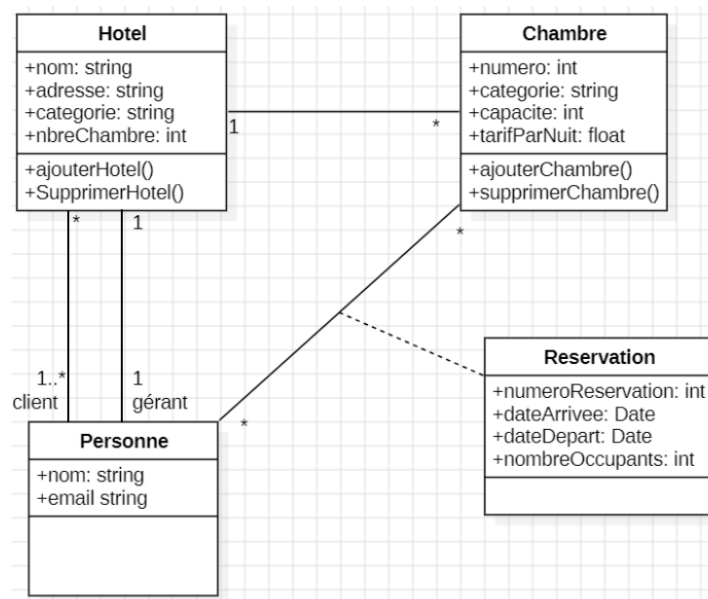 Hotel
+nom: string
+adresse: string
+categorie: string
+nbreChambre: int
+ajouterHotel()
+SupprimerHotel()
Chambre
+numero: int
+categorie: string
+capacite: int
+tarifParNuit: float
+ajouterChambre()
+supprimerChambre()
1
*
*
1
*
1..*
client
1
gérant
*
Reservation
+numeroReservation: int
+dateArrivee: Date
+dateDepart: Date
+nombreOccupants: int
Personne
+nom: string
+email string